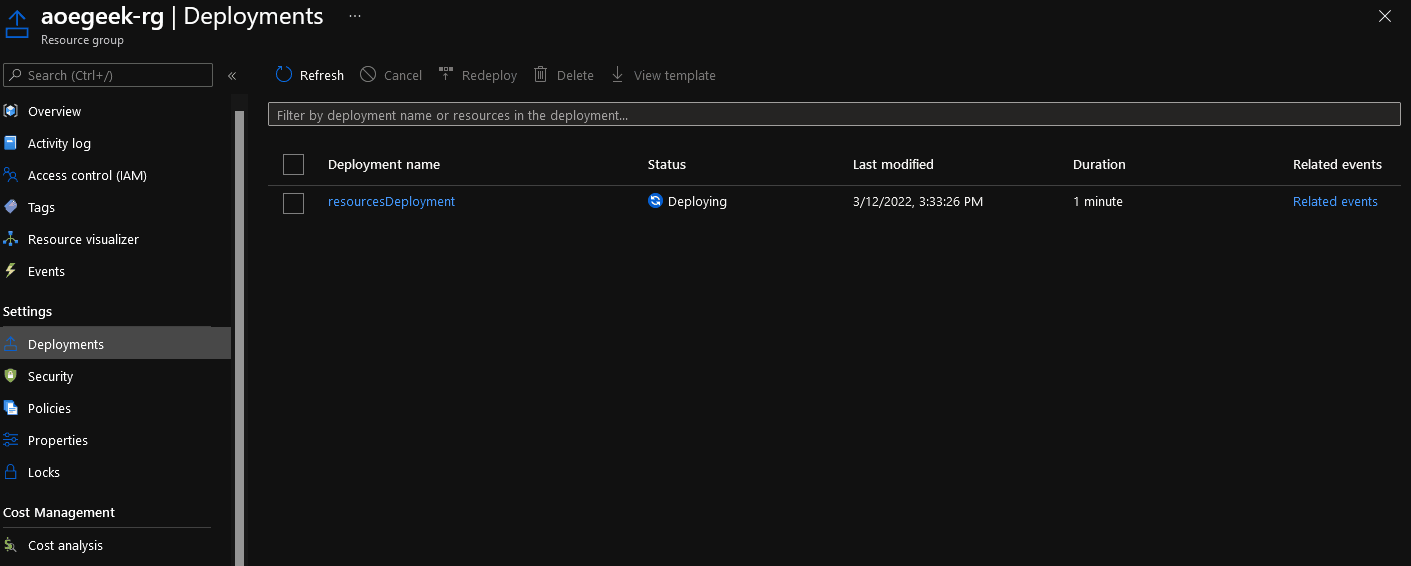 aoegeek-rg | Deployments ...
Resource group
Search (Ctrl+/)
«
Overview
Activity log
Access control (IAM)
Tags
Resource visualizer
Events
Settings
Deployments
Security
Policies
Properties
Locks
Cost Management
Cost analysis
Refresh Cancel Redeploy Delete View template
Filter by deployment name or resources in the deployment...
Deployment name Status Last modified Duration Related events
resourcesDeployment Deploying 3/12/2022, 3:33:26 PM 1 minute Related events